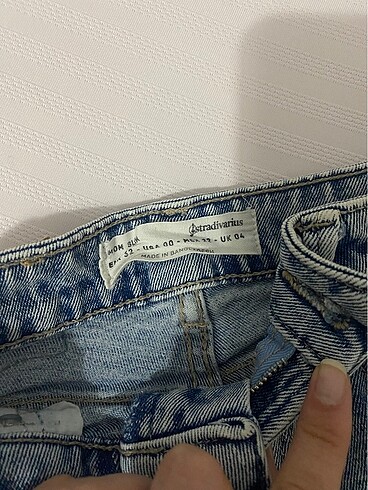 stradivarius
MOM SLIM
EUR 32 - USA 00 - MEX 22 - UK 04
MADE IN BANGLADESH